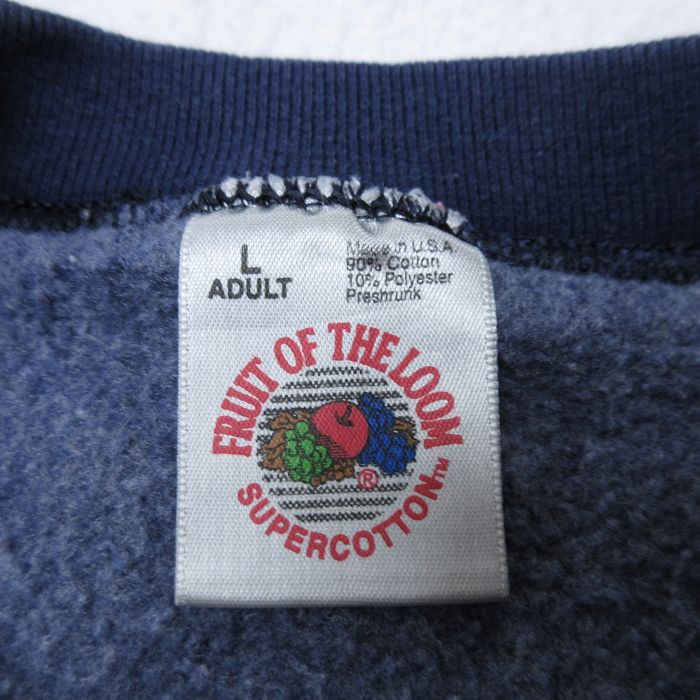 L
ADULT
Made in U.S.A
90% Cotton
10% Polyester
Preshrunk
FRUIT OF THE LOOM
®
SUPERCOTTON™